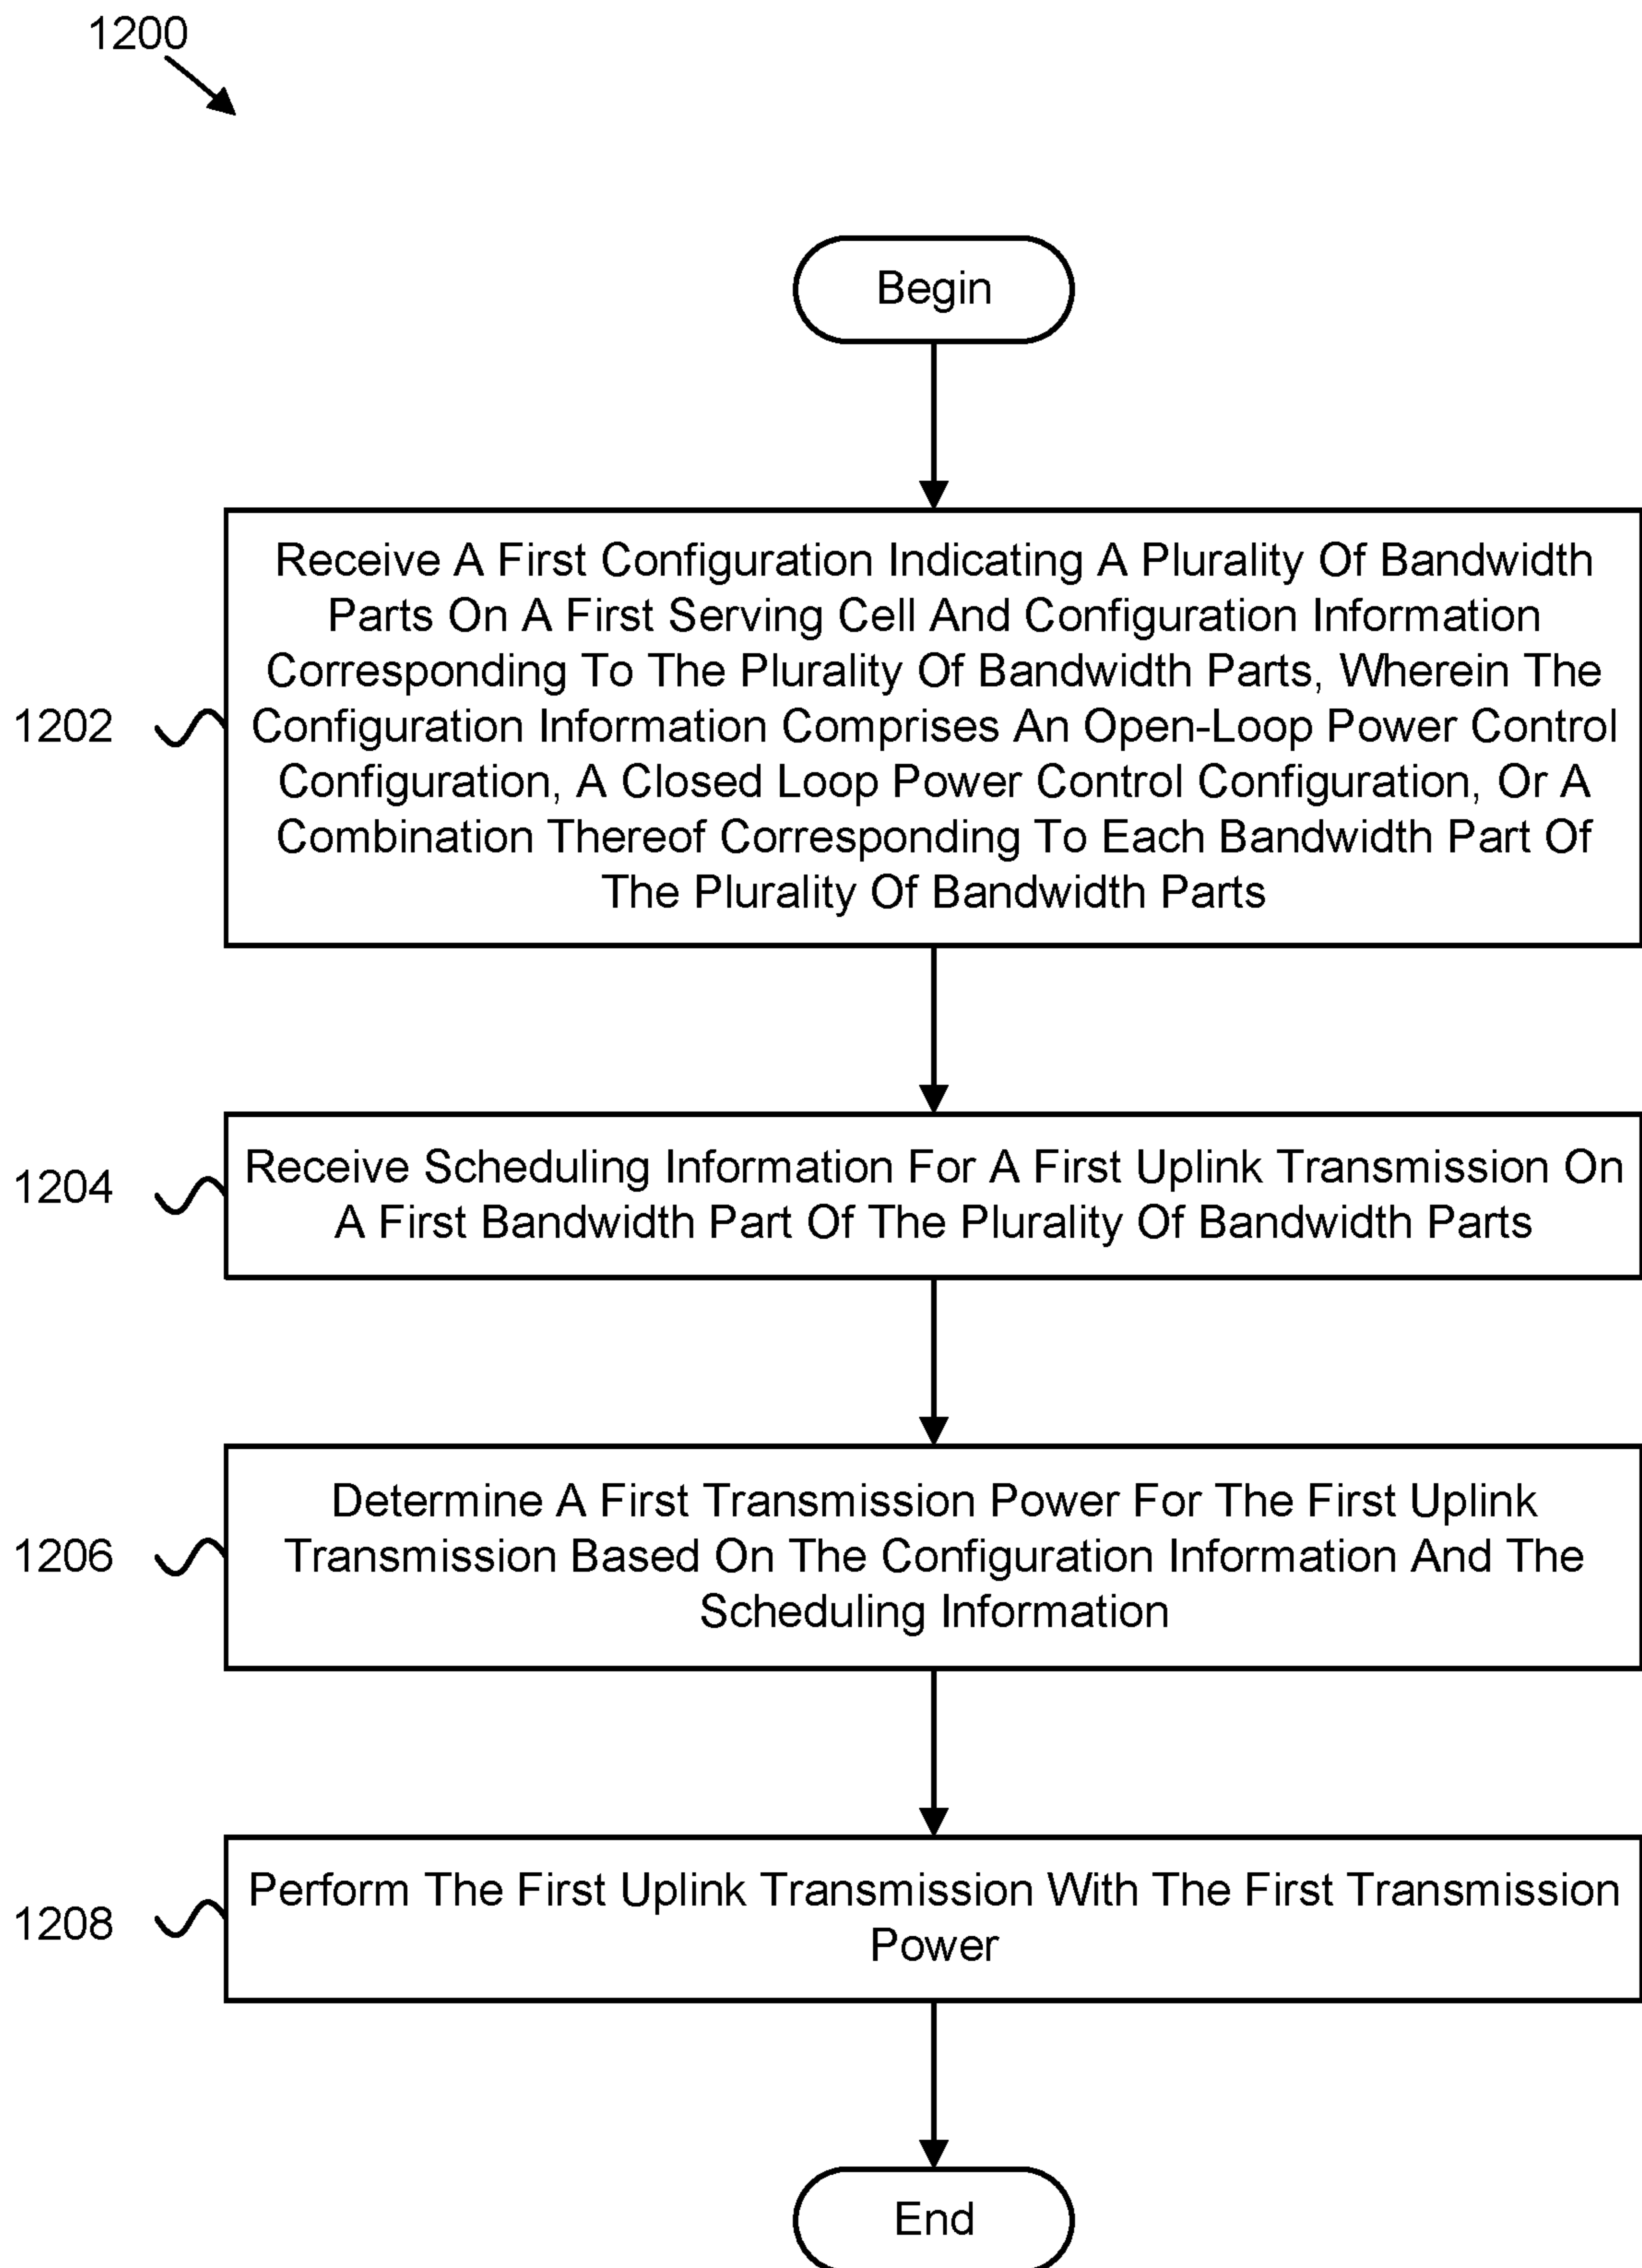 1200
Begin
1202
Receive A First Configuration Indicating A Plurality Of Bandwidth
Parts On A First Serving Cell And Configuration Information
Corresponding To The Plurality Of Bandwidth Parts, Wherein The
Configuration Information Comprises An Open-Loop Power Control
Configuration, A Closed Loop Power Control Configuration, Or A
Combination Thereof Corresponding To Each Bandwidth Part Of
The Plurality Of Bandwidth Parts
1204
Receive Scheduling Information For A First Uplink Transmission On
A First Bandwidth Part Of The Plurality Of Bandwidth Parts
1206
Determine A First Transmission Power For The First Uplink
Transmission Based On The Configuration Information And The
Scheduling Information
1208
Perform The First Uplink Transmission With The First Transmission
Power
End